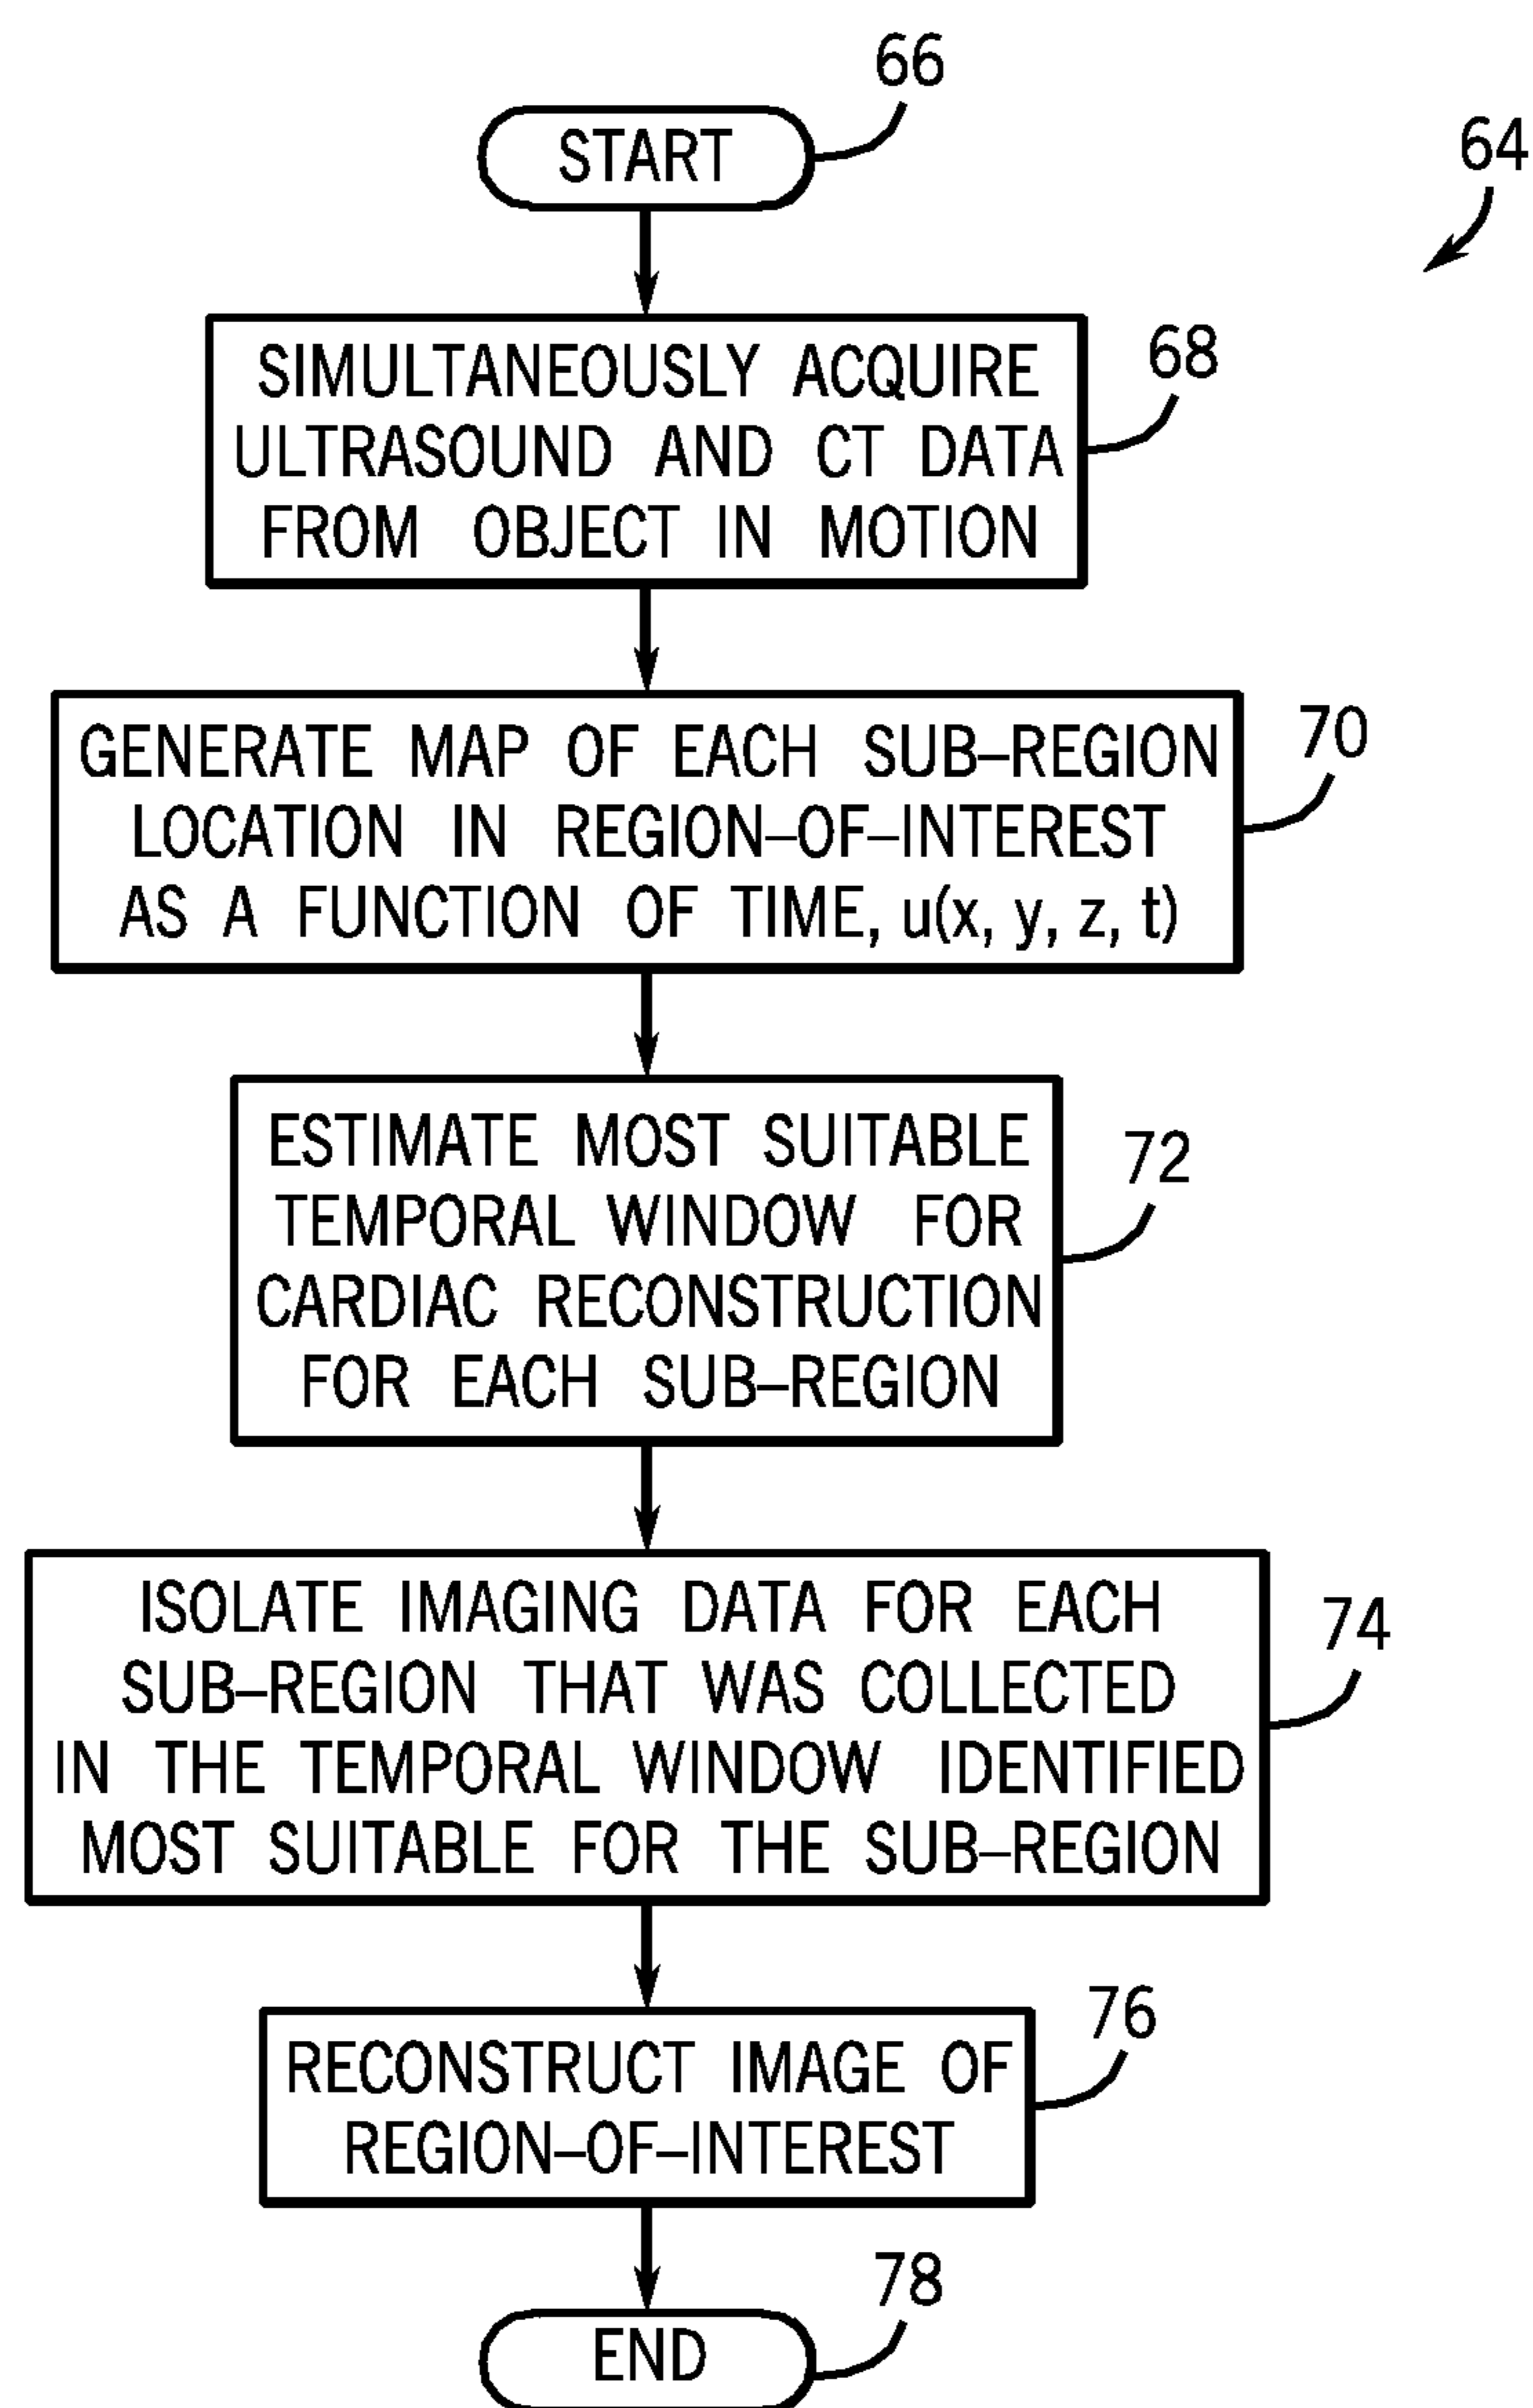 66
START
64
SIMULTANEOUSLY ACQUIRE
ULTRASOUND AND CT DATA
FROM OBJECT IN MOTION
68
GENERATE MAP OF EACH SUB–REGION
LOCATION IN REGION–OF–INTEREST
AS A FUNCTION OF TIME, u(x, y, z, t)
70
ESTIMATE MOST SUITABLE
TEMPORAL WINDOW FOR
CARDIAC RECONSTRUCTION
FOR EACH SUB–REGION
72
ISOLATE IMAGING DATA FOR EACH
SUB–REGION THAT WAS COLLECTED
IN THE TEMPORAL WINDOW IDENTIFIED
MOST SUITABLE FOR THE SUB–REGION
74
RECONSTRUCT IMAGE OF
REGION–OF–INTEREST
76
END
78